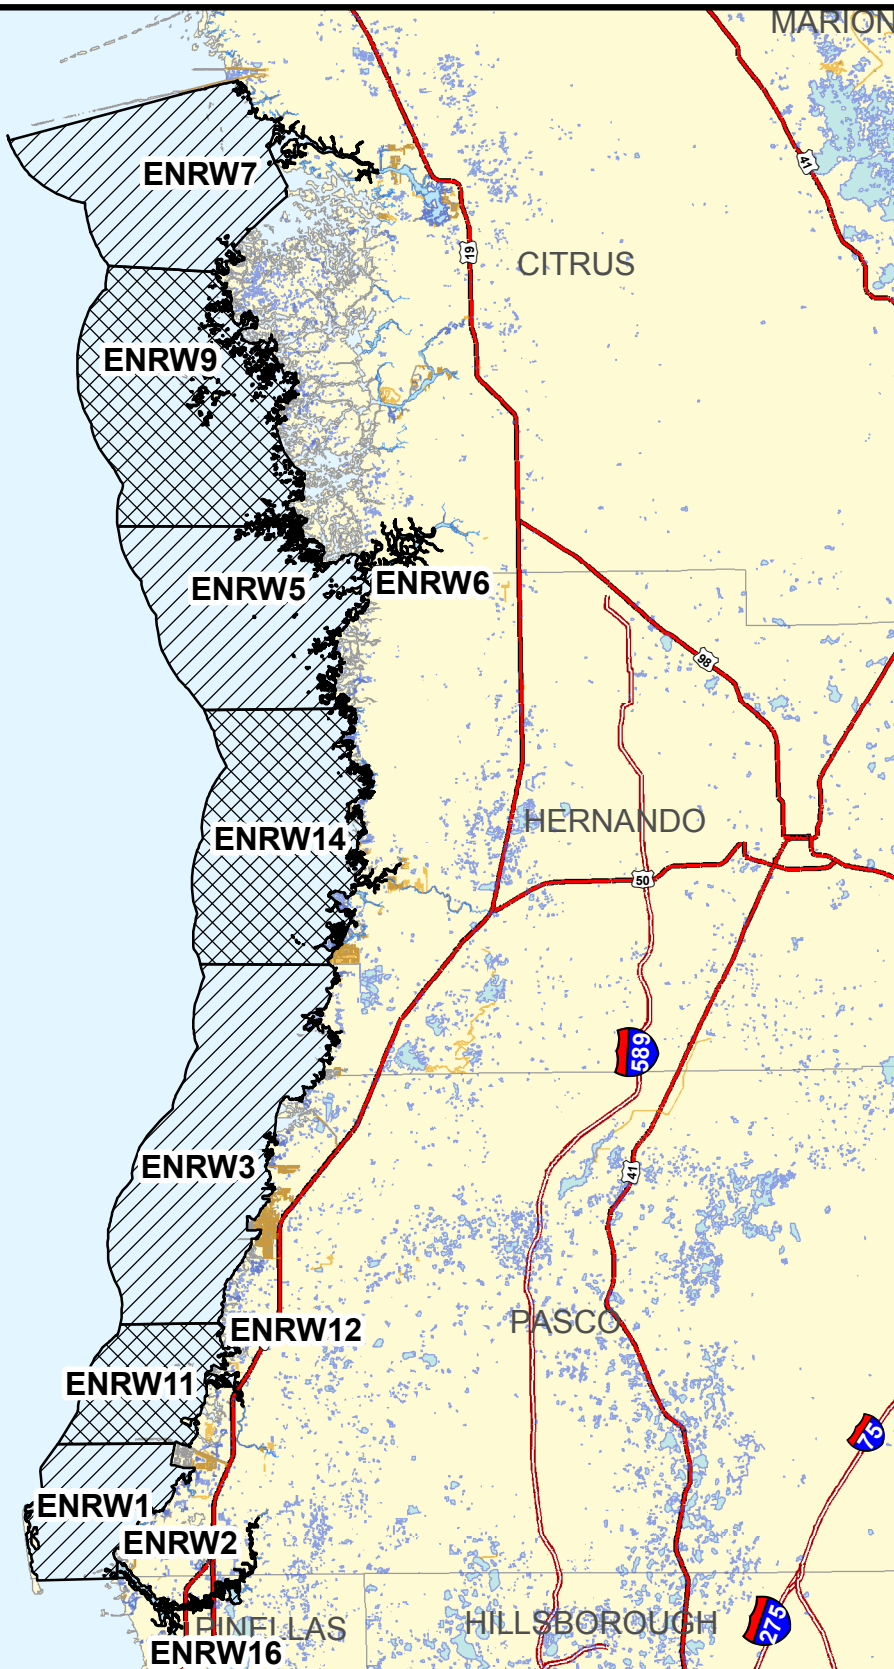 MARION
ENRW7
41
19
CITRUS
ENRW9
ENRW5
ENRW6
98
ENRW14
HERNANDO
50
589
ENRW3
41
ENRW12
PASCO
ENRW11
75
ENRW1
ENRW2
PINELLAS
HILLSBOROUGH
275
ENRW16